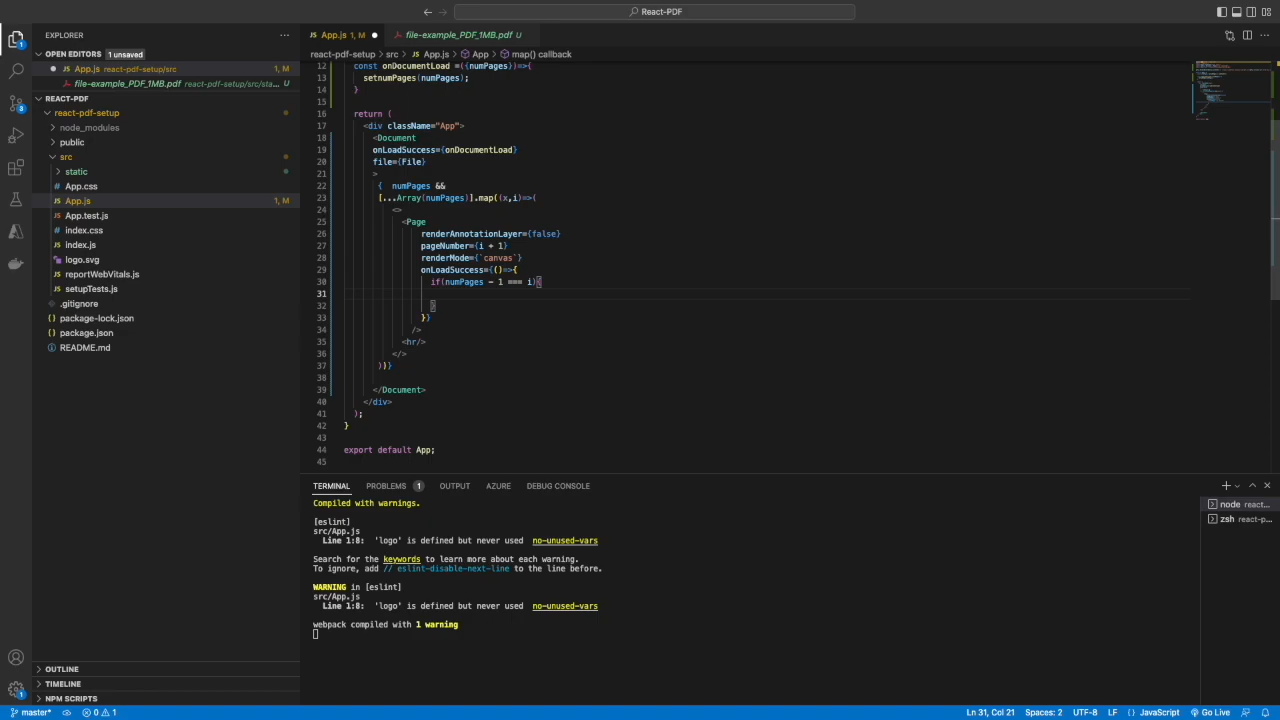 React-PDF
EXPLORER
OPEN EDITORS 1 unsaved
App.js react-pdf-setup/src 1, M
file-example_PDF_1MB.pdf react-pdf-setup/src/sta... U
REACT-PDF
react-pdf-setup
node_modules
public
src
static
App.css
App.js 1, M
App.test.js
index.css
index.js
logo.svg
reportWebVitals.js
setupTests.js
.gitignore
package-lock.json
package.json
README.md
OUTLINE
TIMELINE
NPM SCRIPTS
App.js 1, M
file-example_PDF_1MB.pdf U
react-pdf-setup > src > App.js > App > map() callback
12 const onDocumentLoad =({numPages})=>{
13 setnumPages(numPages);
14 }
15
16 return (
17 <div className="App">
18 <Document
19 onLoadSuccess={onDocumentLoad}
20 file={File}
21 >
22 { numPages &&
23 [...Array(numPages)].map((x,i)=>(
24 <>
25 <Page
26 renderAnnotationLayer={false}
27 pageNumber={i + 1}
28 renderMode={`canvas`}
29 onLoadSuccess={()=>{
30 if(numPages - 1 === i){
31
32 }
33 }}
34 />
35 <hr/>
36 </>
37 ))}
38
39 </Document>
40 </div>
41 );
42 }
43
44 export default App;
45
TERMINAL PROBLEMS 1 OUTPUT AZURE DEBUG CONSOLE
Compiled with warnings.
[eslint]
src/App.js
Line 1:8: 'logo' is defined but never used no-unused-vars
Search for the keywords to learn more about each warning.
To ignore, add // eslint-disable-next-line to the line before.
WARNING in [eslint]
src/App.js
Line 1:8: 'logo' is defined but never used no-unused-vars
webpack compiled with 1 warning
node react...
zsh react-p...
master* 0 1 Ln 31, Col 21 Spaces: 2 UTF-8 LF { } JavaScript Go Live